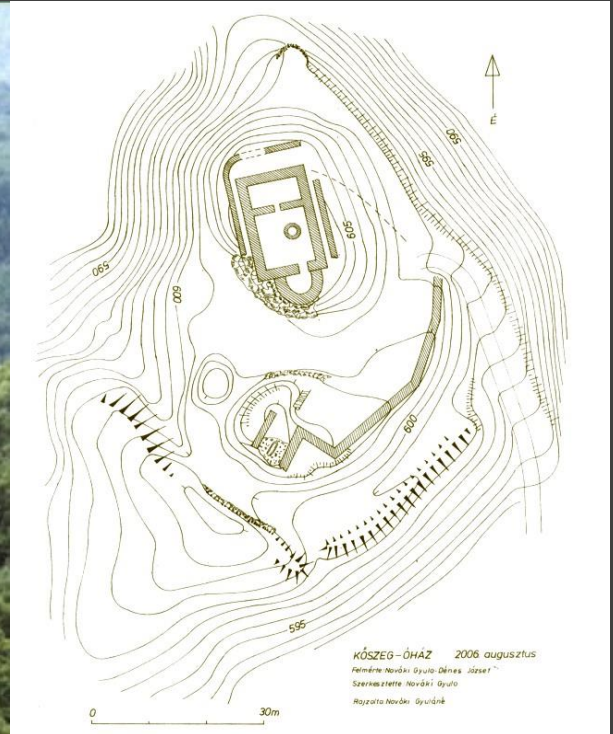 É
590
595
605
590
600
600
595
KŐSZEG-ÓHÁZ 2006. augusztus
Felmérte: Nováki Gyula-Dénes József
Szerkesztette: Nováki Gyula
Rajzolta: Nováki Gyuláné
0 30m